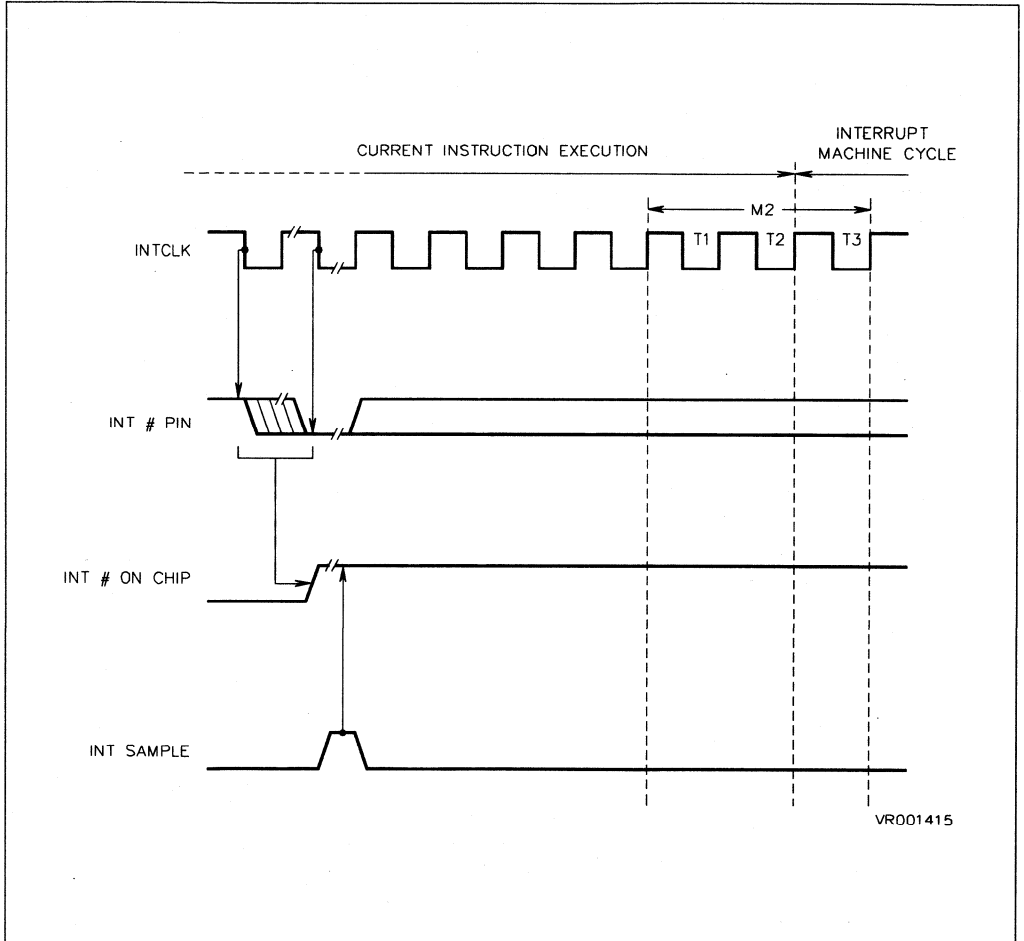 CURRENT INSTRUCTION EXECUTION
INTERRUPT
MACHINE CYCLE
M2
INTCLK
T1
T2
T3
INT # PIN
INT # ON CHIP
INT SAMPLE
VR001415